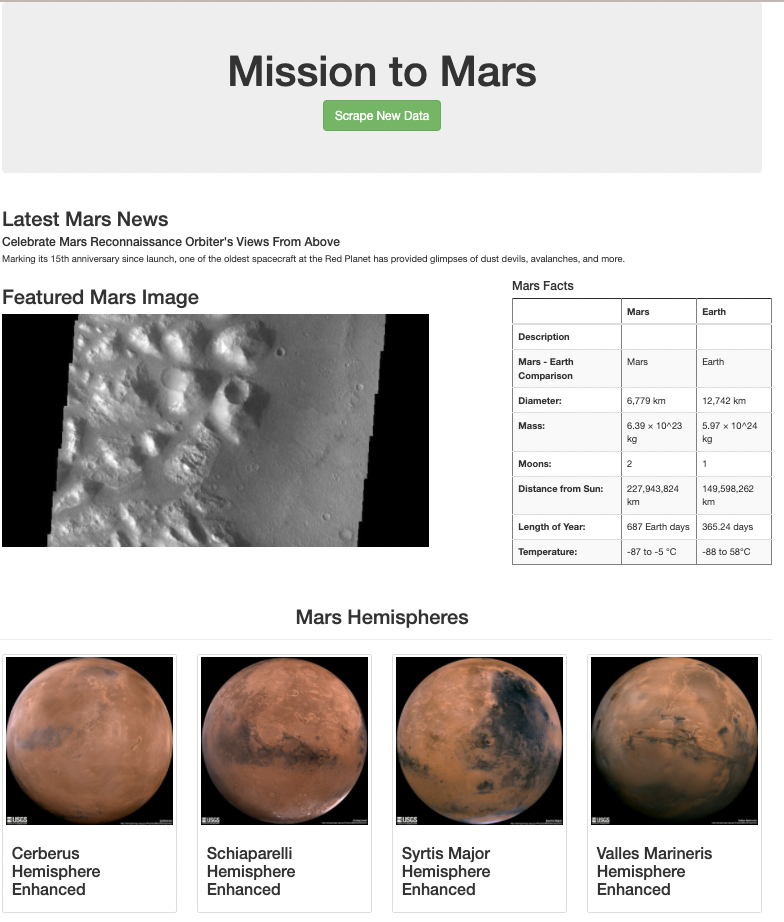 Mission to Mars
Scrape New Data
Latest Mars News
Celebrate Mars Reconnaissance Orbiter's Views From Above
Marking its 15th anniversary since launch, one of the oldest spacecraft at the Red Planet has provided glimpses of dust devils, avalanches, and more.
Featured Mars Image
Mars Facts
Mars Earth
Description
Mars - Earth Comparison Mars Earth
Diameter: 6,779 km 12,742 km
Mass: 6.39 × 10^23 kg 5.97 × 10^24 kg
Moons: 2 1
Distance from Sun: 227,943,824 km 149,598,262 km
Length of Year: 687 Earth days 365.24 days
Temperature: -87 to -5 °C -88 to 58°C
Mars Hemispheres
USGS
USGS
USGS
USGS
Cerberus
Hemisphere
Enhanced
Schiaparelli
Hemisphere
Enhanced
Syrtis Major
Hemisphere
Enhanced
Valles Marineris
Hemisphere
Enhanced